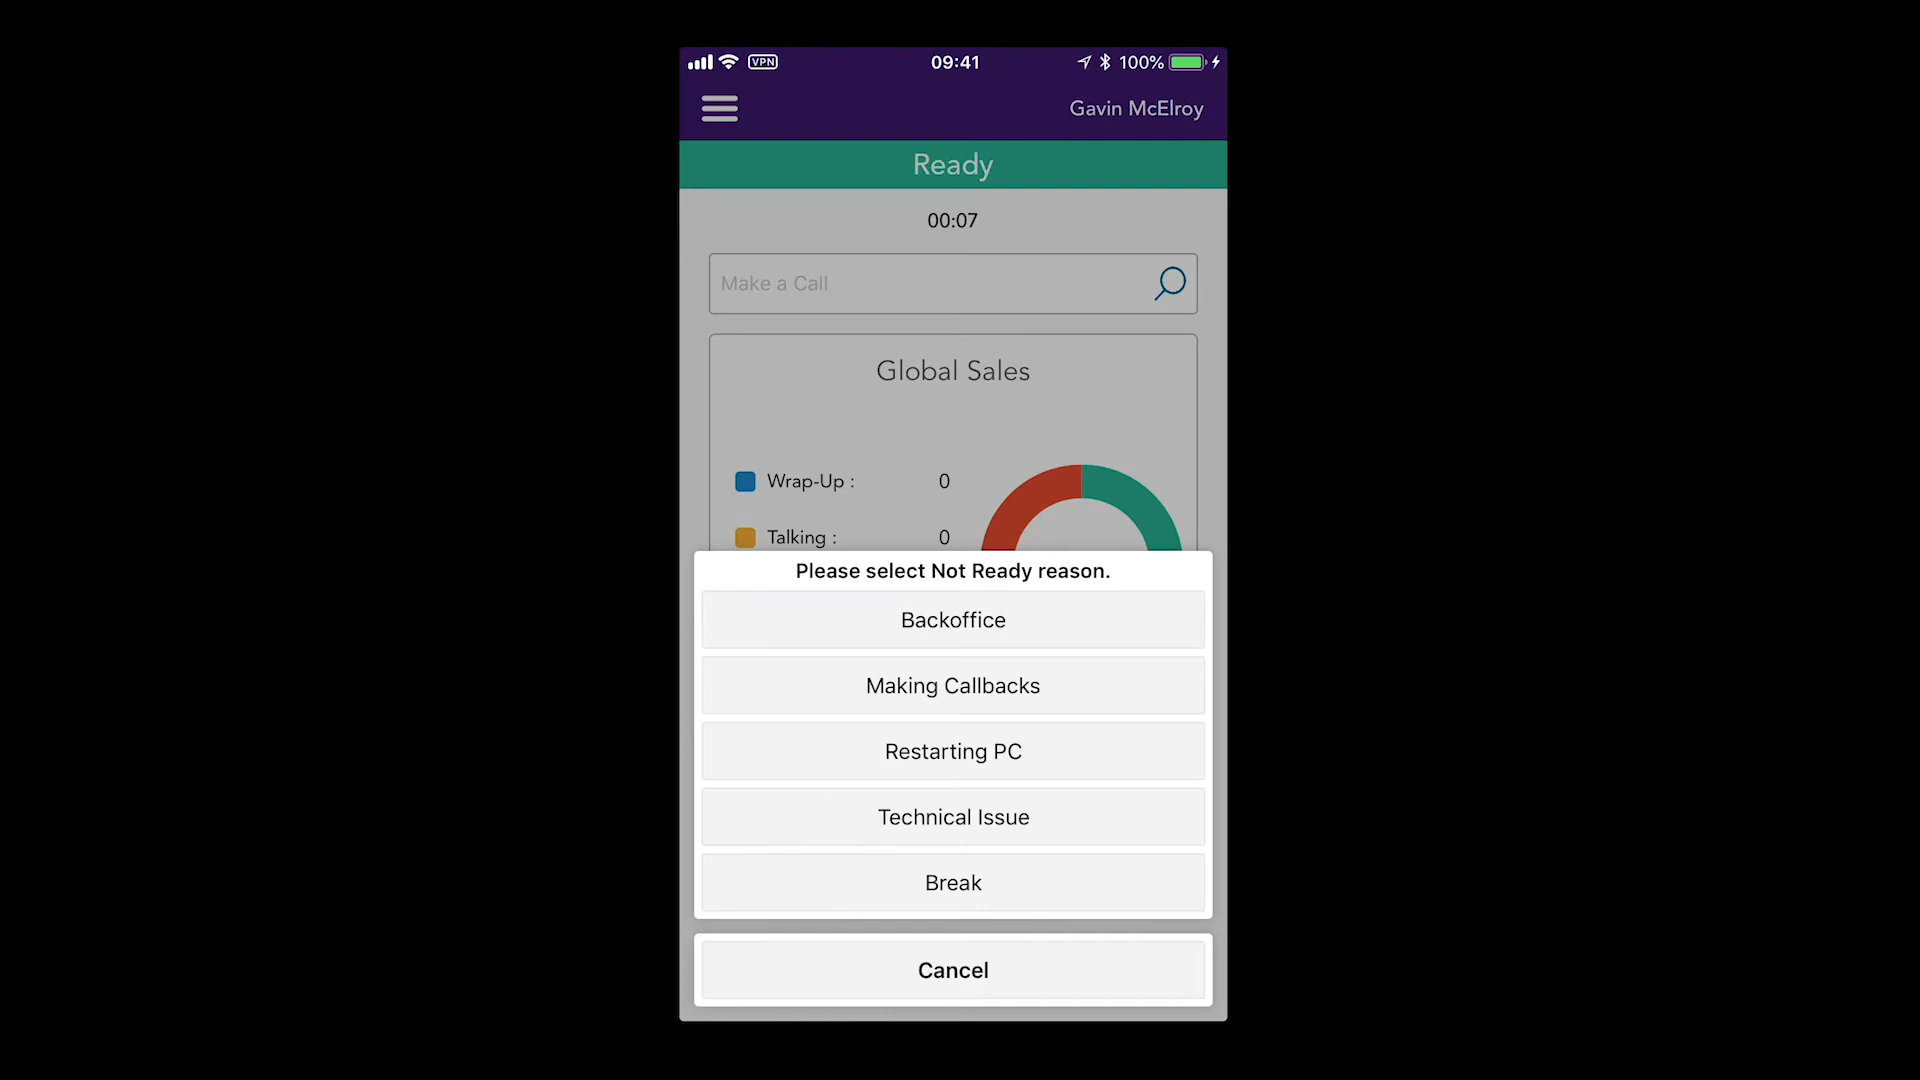 VPN 09:41 100%
Gavin McElroy
Ready
00:07
Make a Call
Global Sales
Wrap-Up : 0
Talking : 0
Please select Not Ready reason.
Backoffice
Making Callbacks
Restarting PC
Technical Issue
Break
Cancel